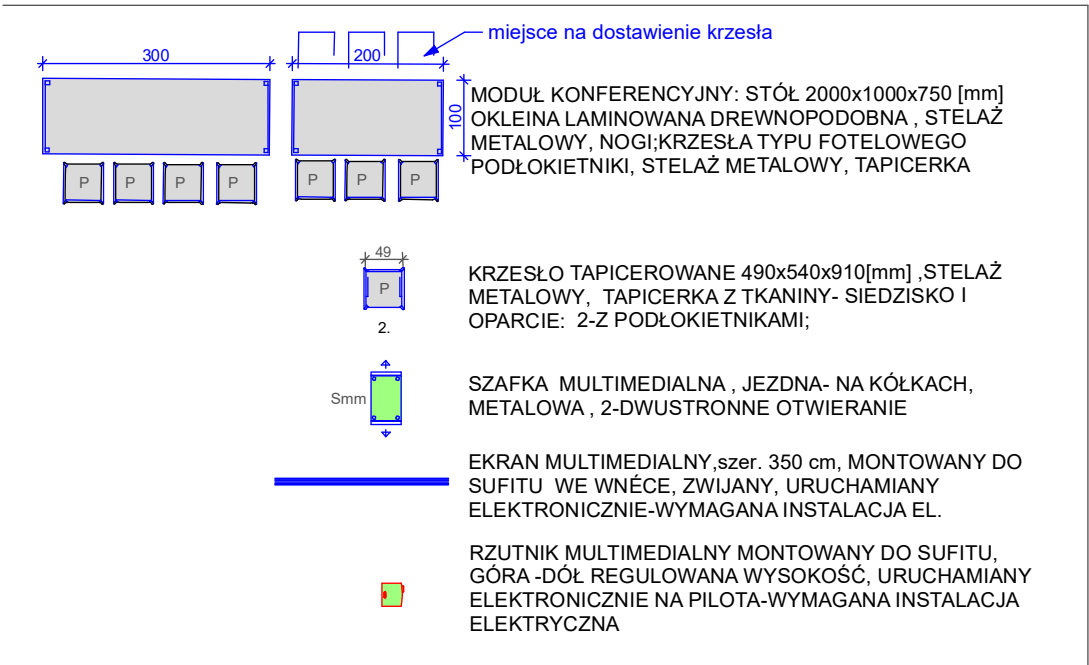 miejsce na dostawienie krzesła
300
200
100
MODUŁ KONFERENCYJNY: STÓŁ 2000x1000x750 [mm]
OKLEINA LAMINOWANA DREWNOPODOBNA , STELAŻ
METALOWY, NOGI;KRZESŁA TYPU FOTELOWEGO
PODŁOKIETNIKI, STELAŻ METALOWY, TAPICERKA
P P P P P P P
49
P
2.
KRZESŁO TAPICEROWANE 490x540x910[mm] ,STELAŻ
METALOWY, TAPICERKA Z TKANINY- SIEDZISKO I
OPARCIE: 2-Z PODŁOKIETNIKAMI;
Smm
SZAFKA MULTIMEDIALNA , JEZDNA- NA KÓŁKACH,
METALOWA , 2-DWUSTRONNE OTWIERANIE
EKRAN MULTIMEDIALNY,szer. 350 cm, MONTOWANY DO
SUFITU WE WNÉCE, ZWIJANY, URUCHAMIANY
ELEKTRONICZNIE-WYMAGANA INSTALACJA EL.
RZUTNIK MULTIMEDIALNY MONTOWANY DO SUFITU,
GÓRA -DÓŁ REGULOWANA WYSOKOŚĆ, URUCHAMIANY
ELEKTRONICZNIE NA PILOTA-WYMAGANA INSTALACJA
ELEKTRYCZNA